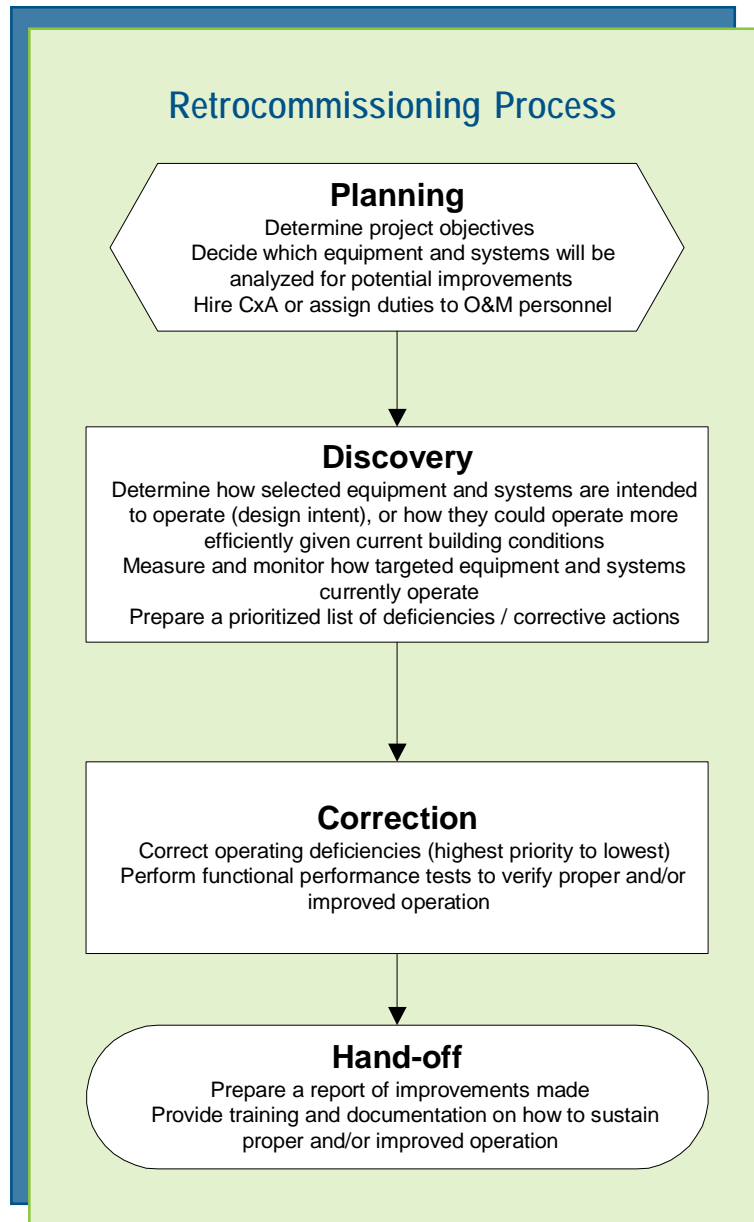 Retrocommissioning Process
Planning
Determine project objectives
Decide which equipment and systems will be
analyzed for potential improvements
Hire CxA or assign duties to O&M personnel
Discovery
Determine how selected equipment and systems are intended
to operate (design intent), or how they could operate more
efficiently given current building conditions
Measure and monitor how targeted equipment and systems
currently operate
Prepare a prioritized list of deficiencies / corrective actions
Correction
Correct operating deficiencies (highest priority to lowest)
Perform functional performance tests to verify proper and/or
improved operation
Hand-off
Prepare a report of improvements made
Provide training and documentation on how to sustain
proper and/or improved operation